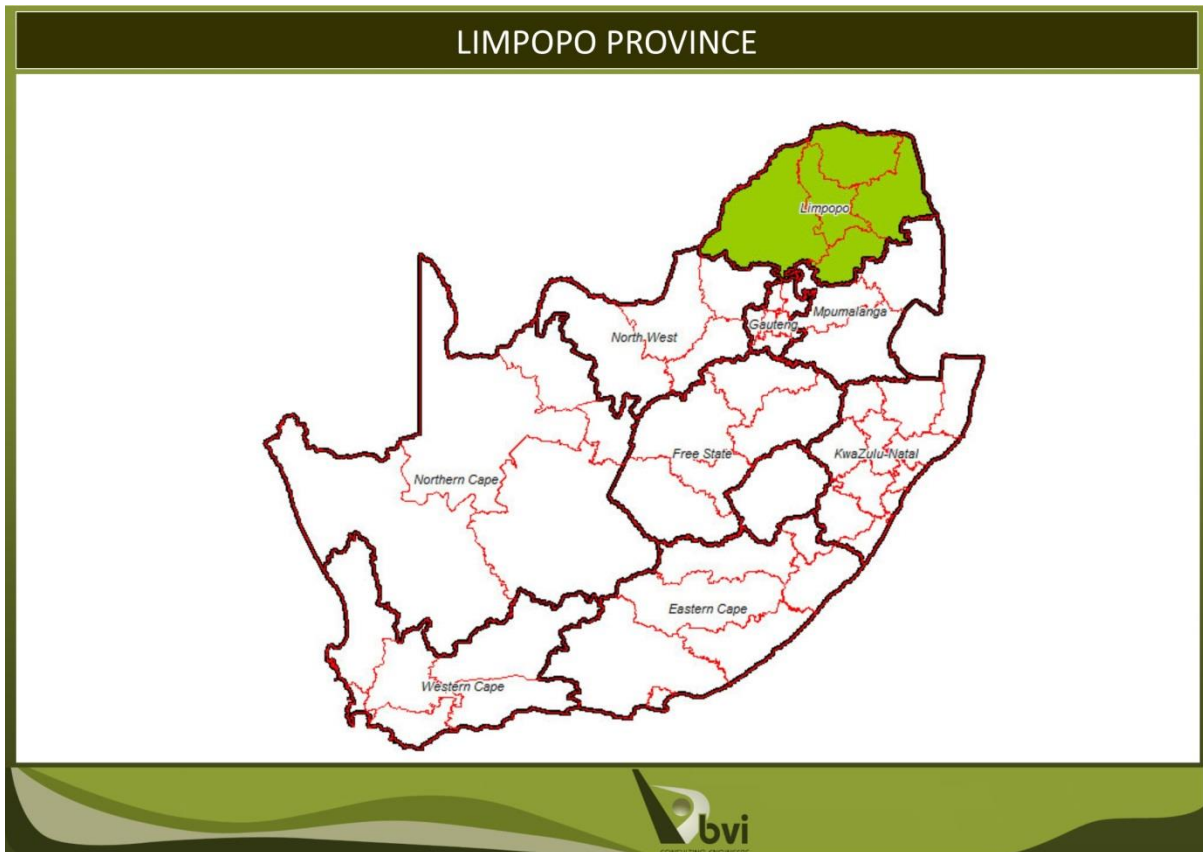 LIMPOPO PROVINCE
Limpopo
Mpumalanga
Gauteng
North West
Free State
KwaZulu-Natal
Northern Cape
Eastern Cape
Western Cape
bvi